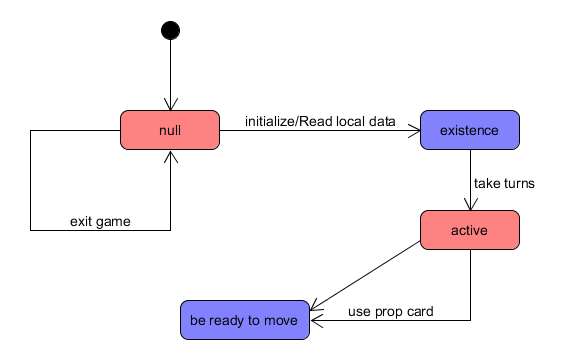 null
initialize/Read local data
existence
take turns
exit game
active
use prop card
be ready to move